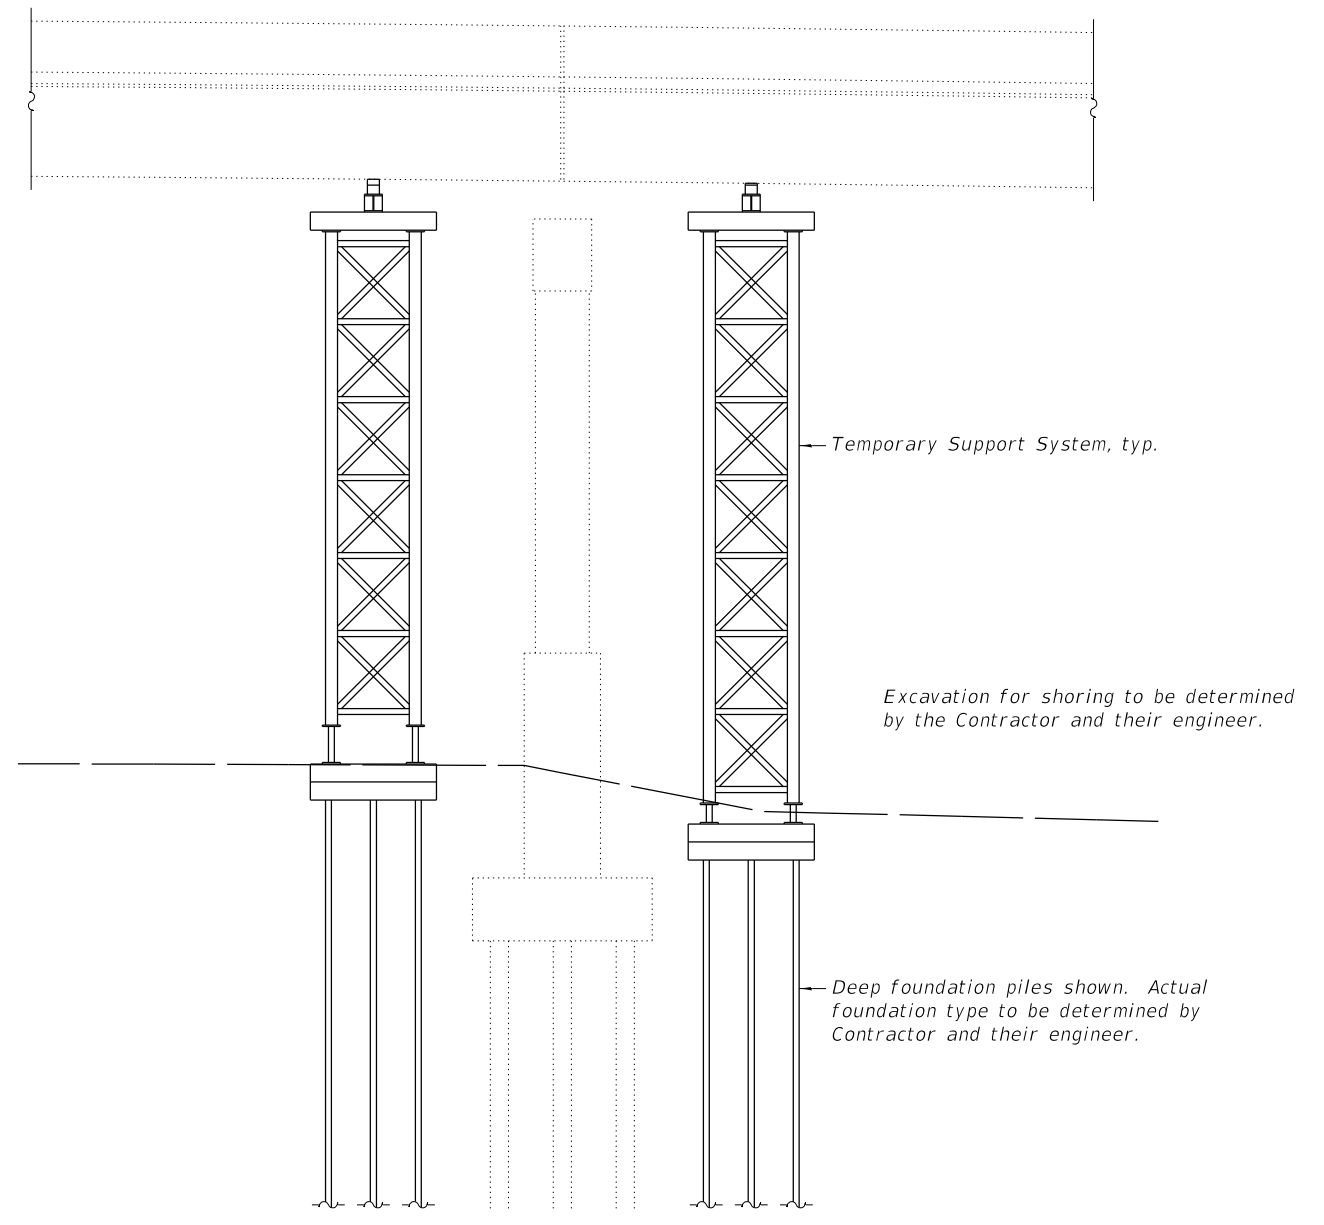 Temporary Support System, typ.
Excavation for shoring to be determined
by the Contractor and their engineer.
Deep foundation piles shown.  Actual
foundation type to be determined by
Contractor and their engineer.